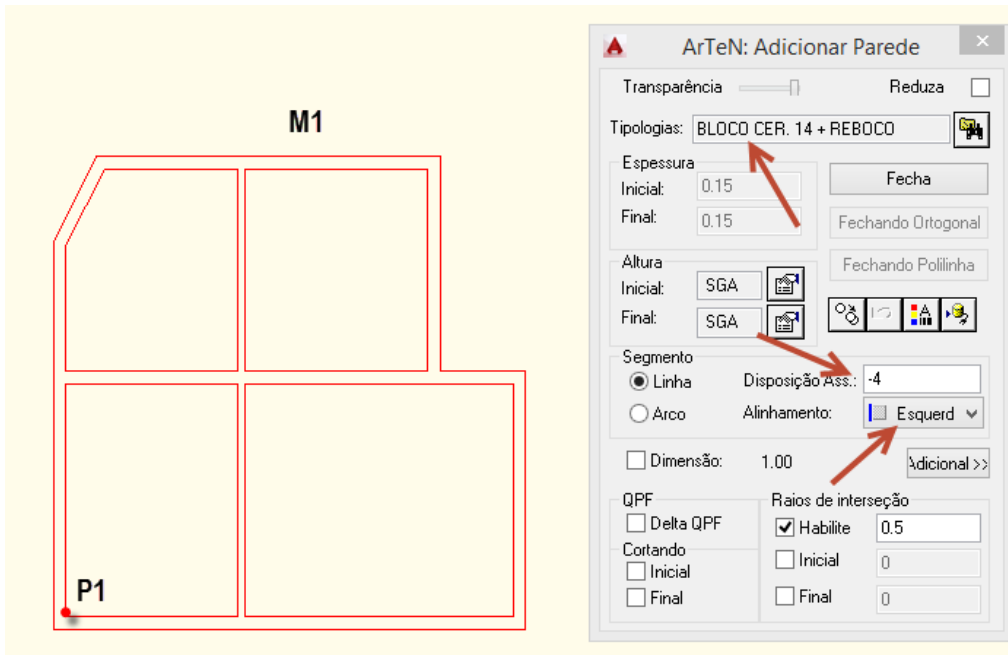 M1
P1
ArTeN: Adicionar Parede
Transparência
Reduza
Tipologias: BLOCO CER. 14 + REBOCO
Espessura
Inicial: 0.15
Final: 0.15
Fecha
Fechando Ortogonal
Fechando Polilinha
Altura
Inicial: SGA
Final: SGA
Segmento
Linha
Arco
Disposição Ass.: -4
Alinhamento: Esquerd
Dimensão: 1.00
Adicional >>
QPF
Delta QPF
Cortando
Inicial
Final
Raios de interseção
Habilite 0.5
Inicial 0
Final 0